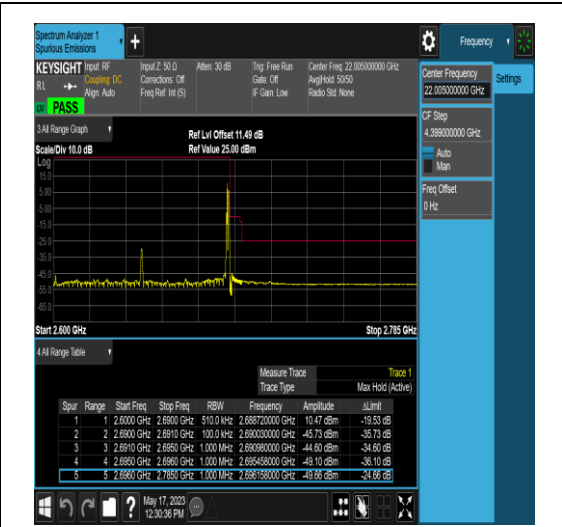 Spectrum Analyzer 1
Spurious Emissions
Frequency
KEYSIGHT
Input: RF
Coupling: DC
Align: Auto
Input Z: 50 Ω
Corrections: Off
Freq Ref: Int (S)
Atten: 30 dB
Trig: Free Run
Gate: Off
IF Gain: Low
Center Freq: 22.005000000 GHz
Avg|Hold: 50/50
Radio Std: None
RL
PASS
Center Frequency
22.005000000 GHz
Settings
CF Step
4.399000000 GHz
Auto
Man
Freq Offset
0 Hz
3 All Range Graph
Ref Lvl Offset 11.49 dB
Scale/Div 10.0 dB
Ref Value 25.00 dBm
Log
15.0
5.00
-5.00
-15.0
-25.0
-35.0
-45.0
-55.0
-65.0
Start 2.600 GHz
Stop 2.785 GHz
4 All Range Table
Measure Trace Trace 1
Trace Type Max Hold (Active)
Spur Range Start Freq Stop Freq RBW Frequency Amplitude ΔLimit
1 1 2.6000 GHz 2.6900 GHz 510.0 kHz 2.688720000 GHz 10.47 dBm -19.53 dB
2 2 2.6900 GHz 2.6910 GHz 100.0 kHz 2.690030000 GHz -45.73 dBm -35.73 dB
3 3 2.6910 GHz 2.6950 GHz 1.000 MHz 2.690980000 GHz -44.60 dBm -34.60 dB
4 4 2.6950 GHz 2.6960 GHz 1.000 MHz 2.695458000 GHz -49.10 dBm -36.10 dB
5 5 2.6960 GHz 2.7850 GHz 1.000 MHz 2.696158000 GHz -49.66 dBm -24.66 dB
May 17, 2023
12:30:36 PM